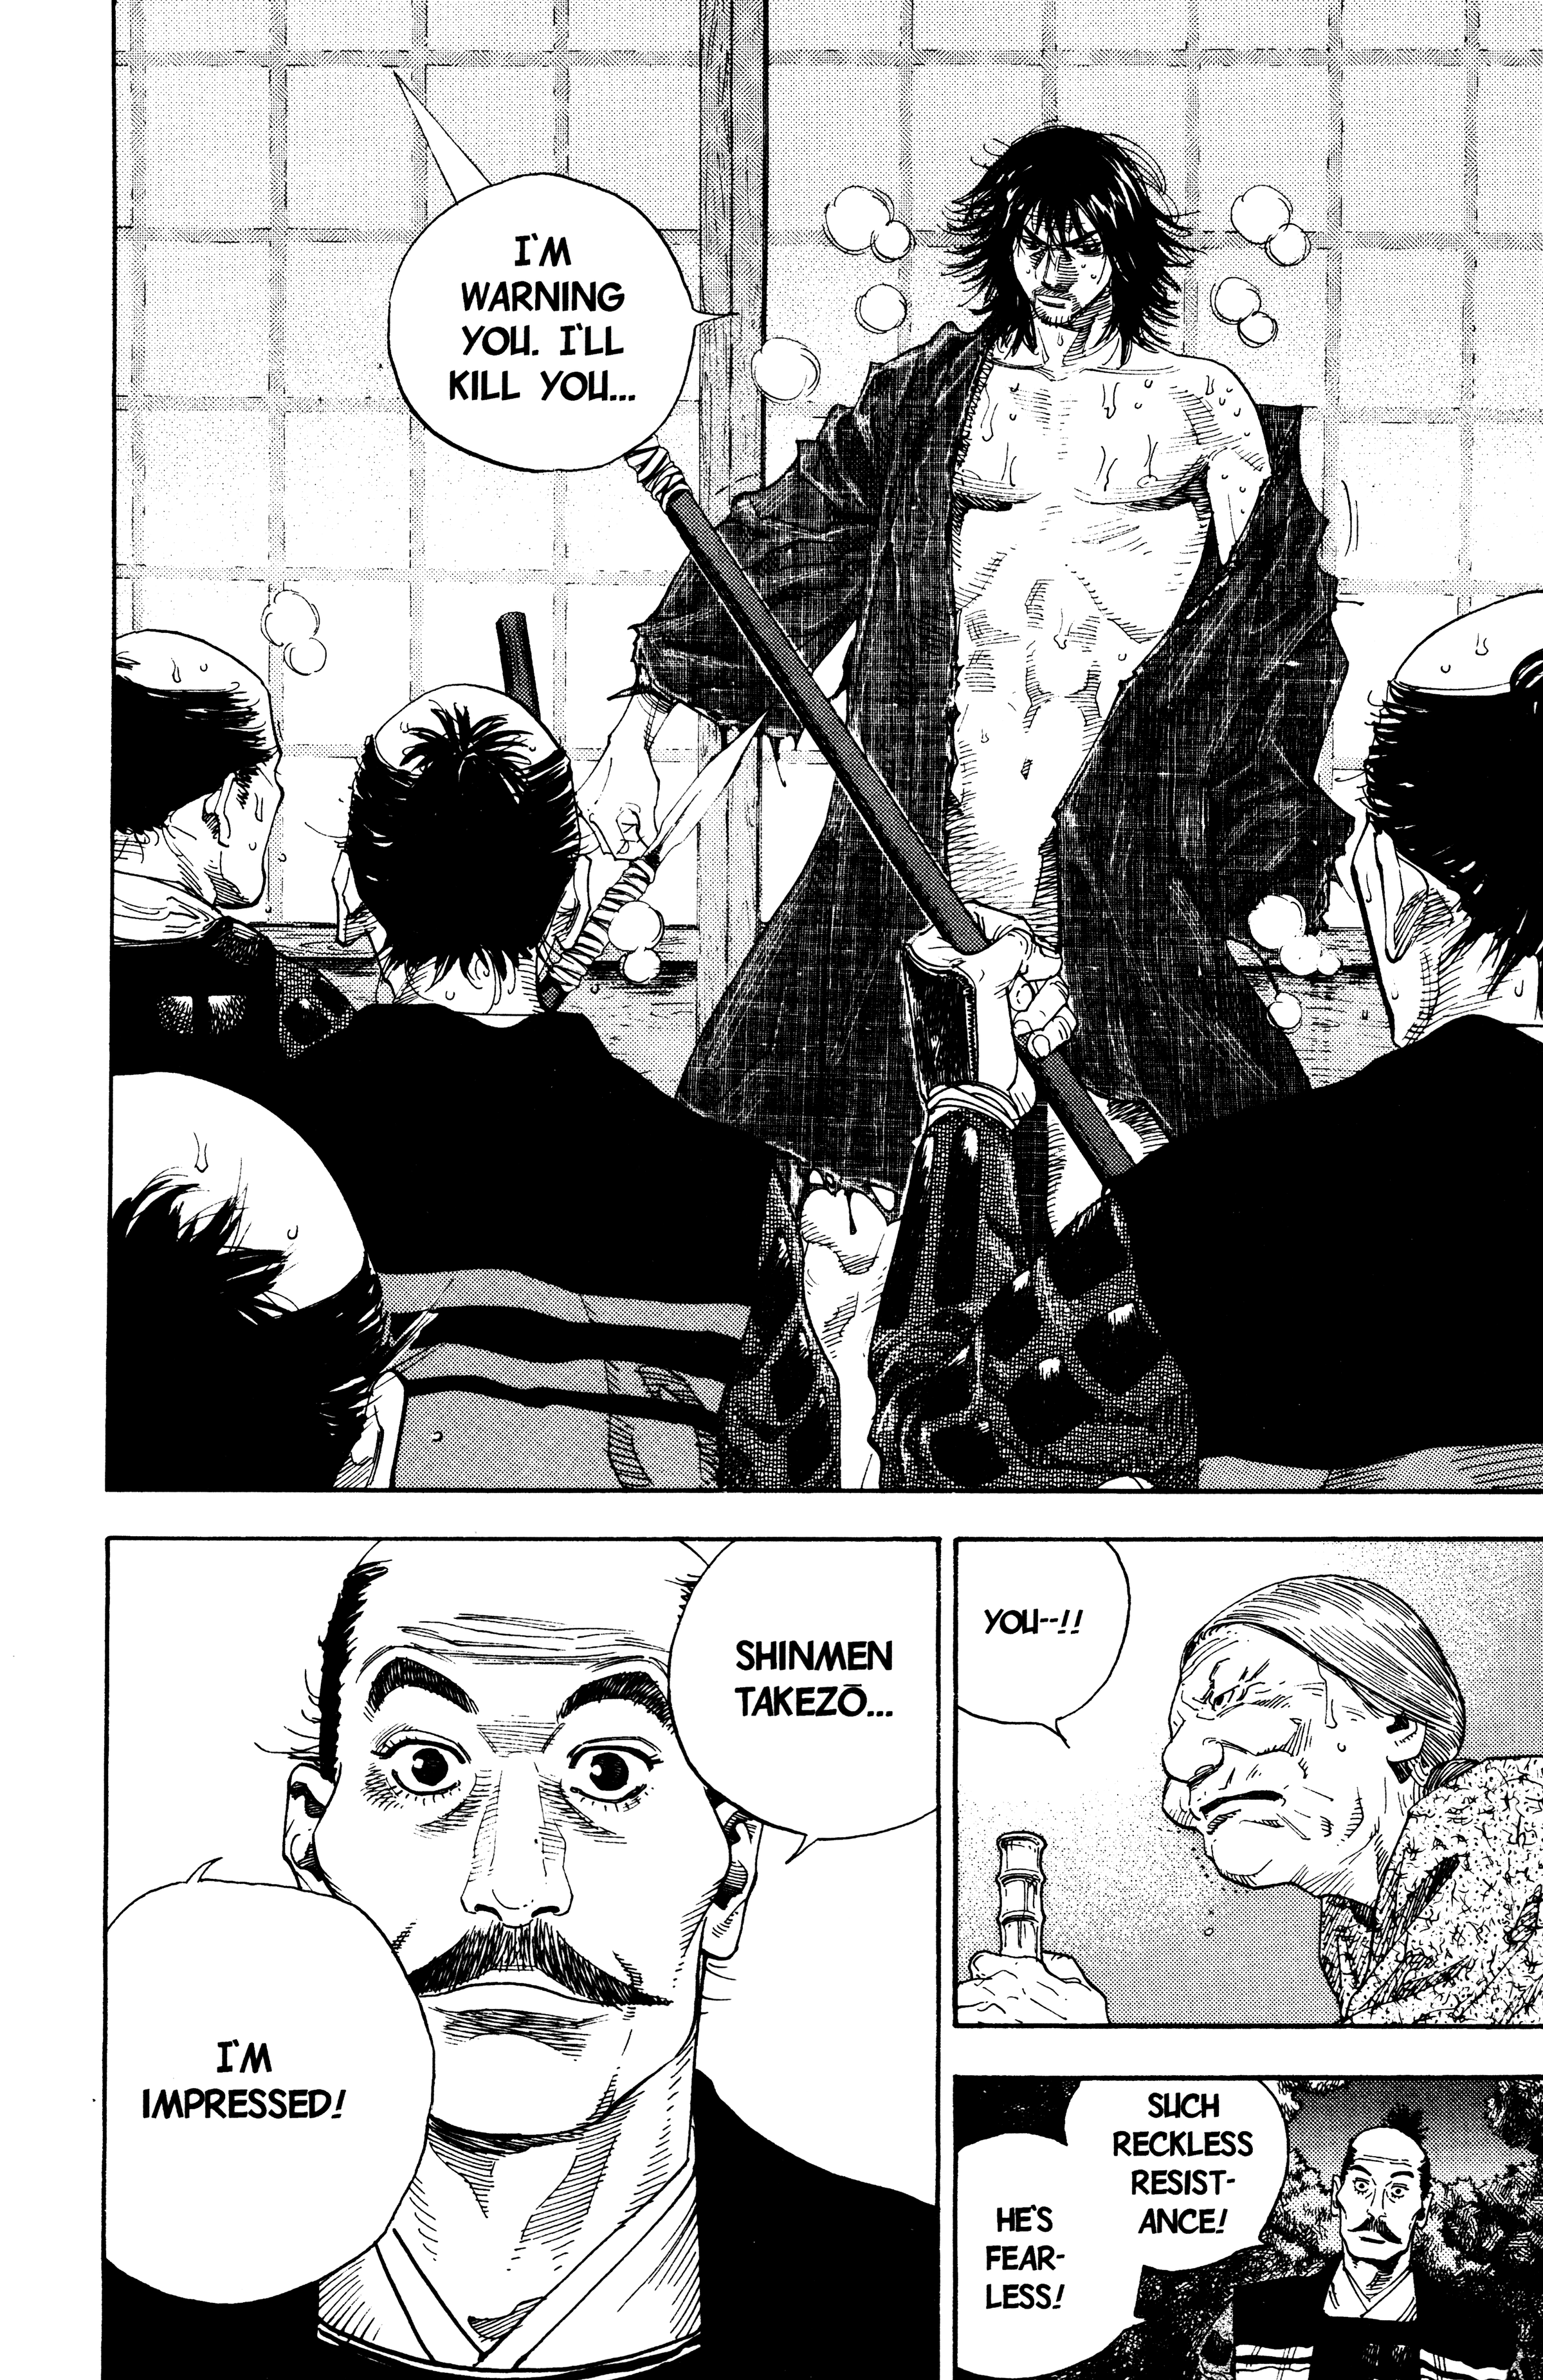 I'M
WARNING
YOU. I'LL
KILL YOU...
YOU--!!
SUCH
RECKLESS
RESIST-
ANCE!
HE'S
FEAR-
LESS!
SHINMEN
TAKEZŌ...
I'M
IMPRESSED!